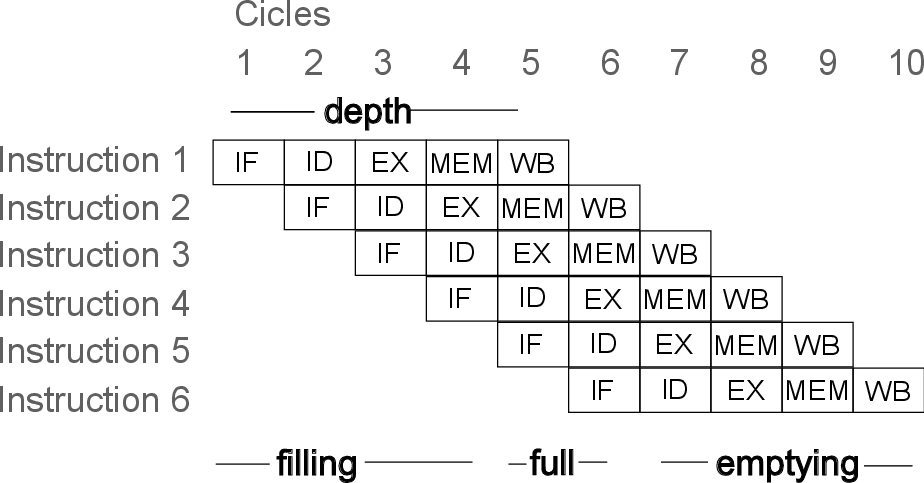 Cicles
1 2 3 4 5 6 7 8 9 10
depth
Instruction 1 IF ID EX MEM WB
Instruction 2 IF ID EX MEM WB
Instruction 3 IF ID EX MEM WB
Instruction 4 IF ID EX MEM WB
Instruction 5 IF ID EX MEM WB
Instruction 6 IF ID EX MEM WB
filling full emptying